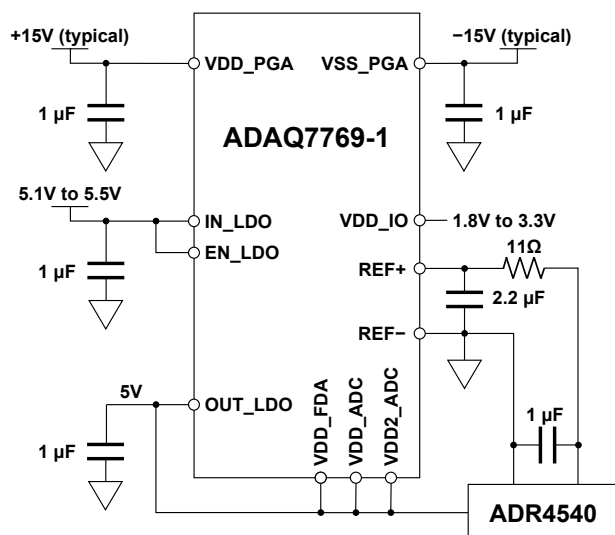 +15V (typical)
−15V (typical)
VDD_PGA
VSS_PGA
1 µF
1 µF
ADAQ7769-1
5.1V to 5.5V
IN_LDO
VDD_IO
1.8V to 3.3V
EN_LDO
11Ω
1 µF
REF+
2.2 µF
REF−
5V
OUT_LDO
VDD_FDA
VDD_ADC
VDD2_ADC
1 µF
1 µF
ADR4540